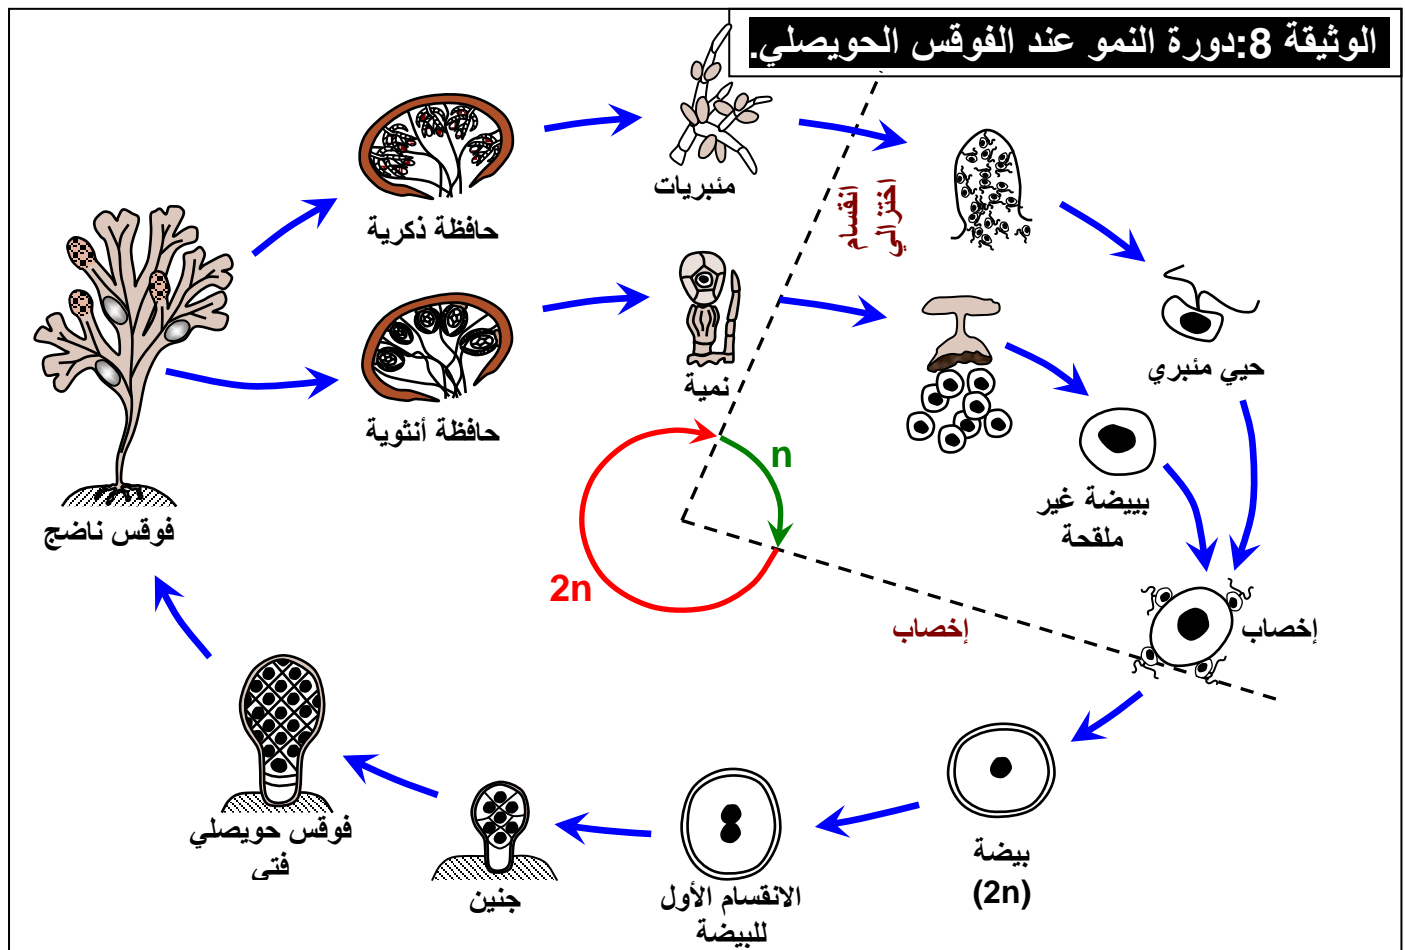 الوثيقة 8:دورة النمو عند الفوقس الحويصلي.
مئبريات
حافظة ذكرية
انقسام
اختزالي
حيي مئبري
نمية
حافظة أنثوية
n
بييضة غير
ملقحة
فوقس ناضج
2n
إخصاب
إخصاب
فوقس حويصلي
فتي
جنين
الانقسام الأول
للبيضة
بيضة
(2n)